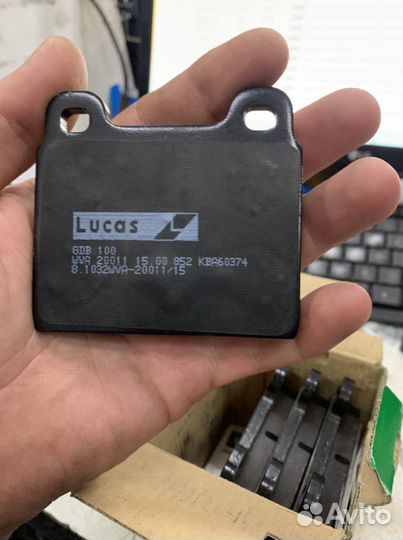 Lucas
GDB 100
WVA 20011 15.00 852 KBA60374
8.1032WVA-20011/15
Avito